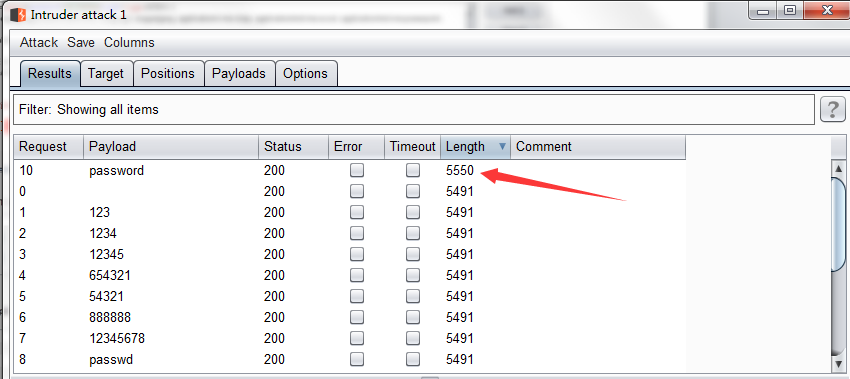 Intruder attack 1
Attack Save Columns
Results Target Positions Payloads Options
Filter: Showing all items
?
Request Payload Status Error Timeout Length Comment
10 password 200 5550
0 200 5491
1 123 200 5491
2 1234 200 5491
3 12345 200 5491
4 654321 200 5491
5 54321 200 5491
6 888888 200 5491
7 12345678 200 5491
8 passwd 200 5491